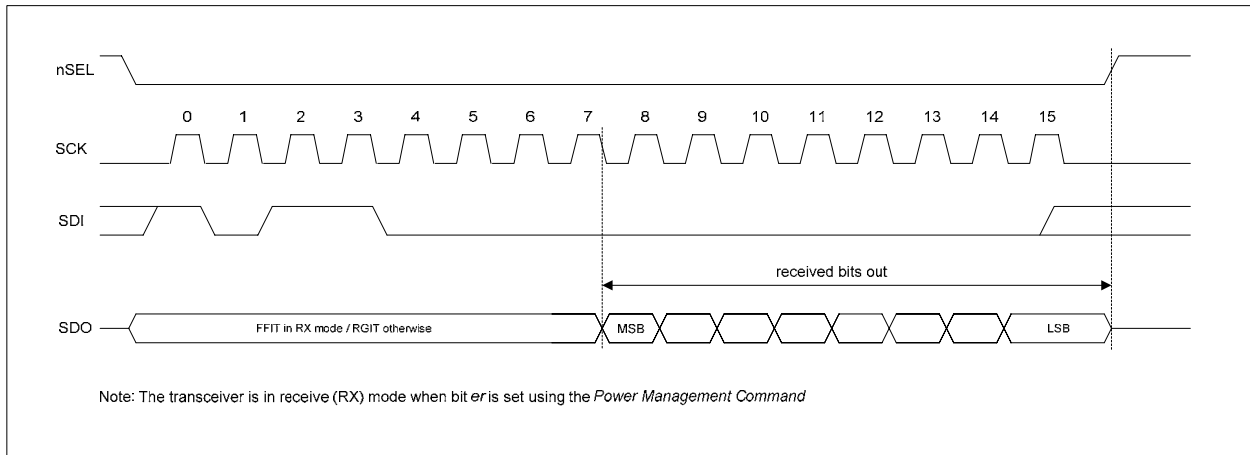 nSEL
0 1 2 3 4 5 6 7 8 9 10 11 12 13 14 15
SCK
SDI
received bits out
SDO
FFIT in RX mode / RGIT otherwise
MSB
LSB
Note: The transceiver is in receive (RX) mode when bit er is set using the Power Management Command